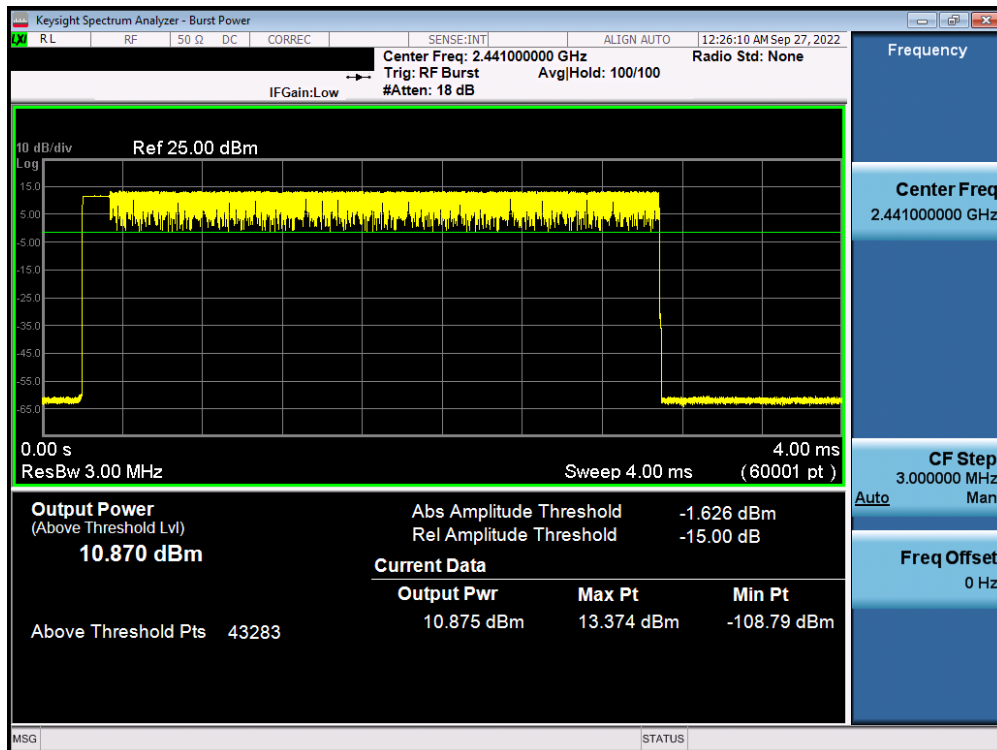 Keysight Spectrum Analyzer - Burst Power
LXI RL RF 50 Ω DC CORREC SENSE:INT ALIGN AUTO 12:26:10 AM Sep 27, 2022
Center Freq: 2.441000000 GHz Radio Std: None
Trig: RF Burst Avg|Hold: 100/100
IFGain:Low #Atten: 18 dB
Frequency
10 dB/div Ref 25.00 dBm
Log
15.0
5.00
-5.00
-15.0
-25.0
-35.0
-45.0
-55.0
-65.0
0.00 s 4.00 ms
ResBw 3.00 MHz Sweep 4.00 ms (60001 pt )
Output Power
(Above Threshold Lvl)
10.870 dBm
Above Threshold Pts 43283
Abs Amplitude Threshold -1.626 dBm
Rel Amplitude Threshold -15.00 dB
Current Data
Output Pwr Max Pt Min Pt
10.875 dBm 13.374 dBm -108.79 dBm
Center Freq
2.441000000 GHz
CF Step
3.000000 MHz
Auto Man
Freq Offset
0 Hz
MSG STATUS